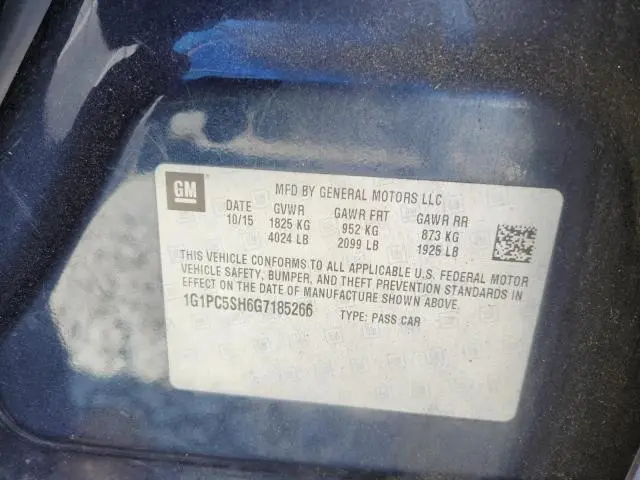 GM
MFD BY GENERAL MOTORS LLC
DATE GVWR GAWR FRT GAWR RR
10/15 1825 KG 952 KG 873 KG
4024 LB 2099 LB 1925 LB
THIS VEHICLE CONFORMS TO ALL APPLICABLE U.S. FEDERAL MOTOR
VEHICLE SAFETY, BUMPER, AND THEFT PREVENTION STANDARDS IN
EFFECT ON THE DATE OF MANUFACTURE SHOWN ABOVE.
1G1PC5SH6G7185266 TYPE: PASS CAR